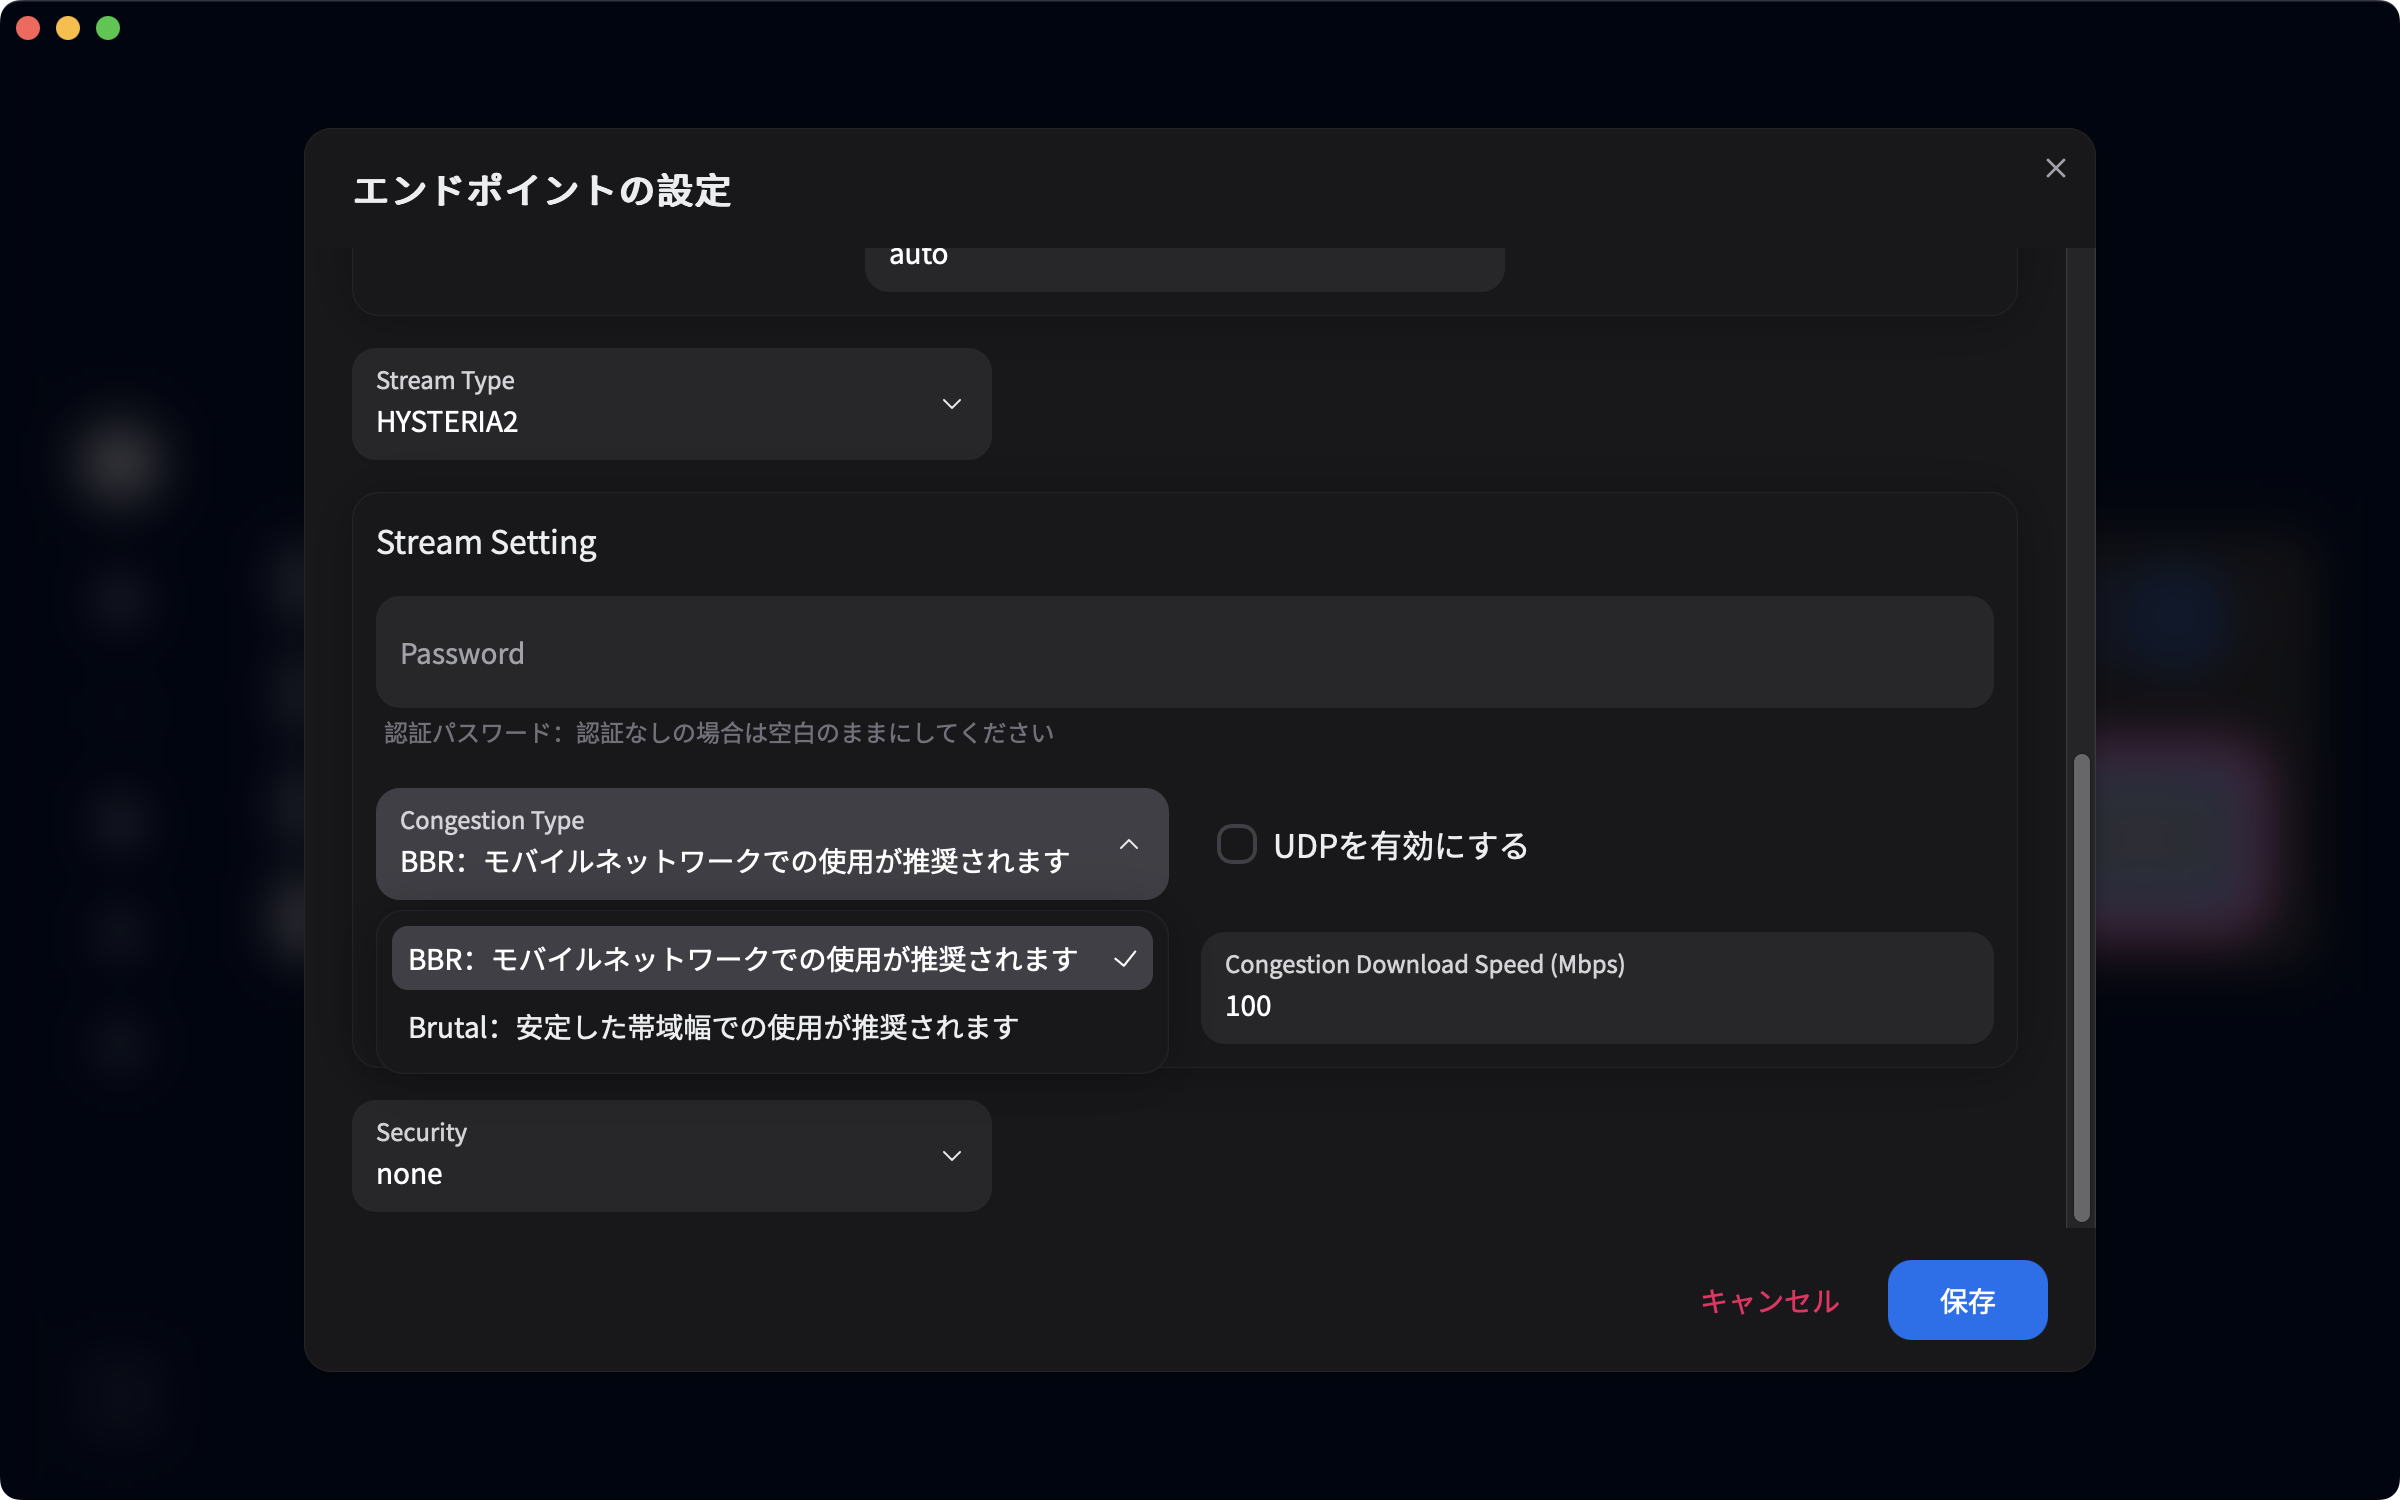 エンドポイントの設定
auto
Stream Type
HYSTERIA2
Stream Setting
Password
認証パスワード：認証なしの場合は空白のままにしてください
Congestion Type
BBR：モバイルネットワークでの使用が推奨されます
UDPを有効にする
BBR：モバイルネットワークでの使用が推奨されます
Brutal：安定した帯域幅での使用が推奨されます
Congestion Download Speed (Mbps)
100
Security
none
キャンセル
保存